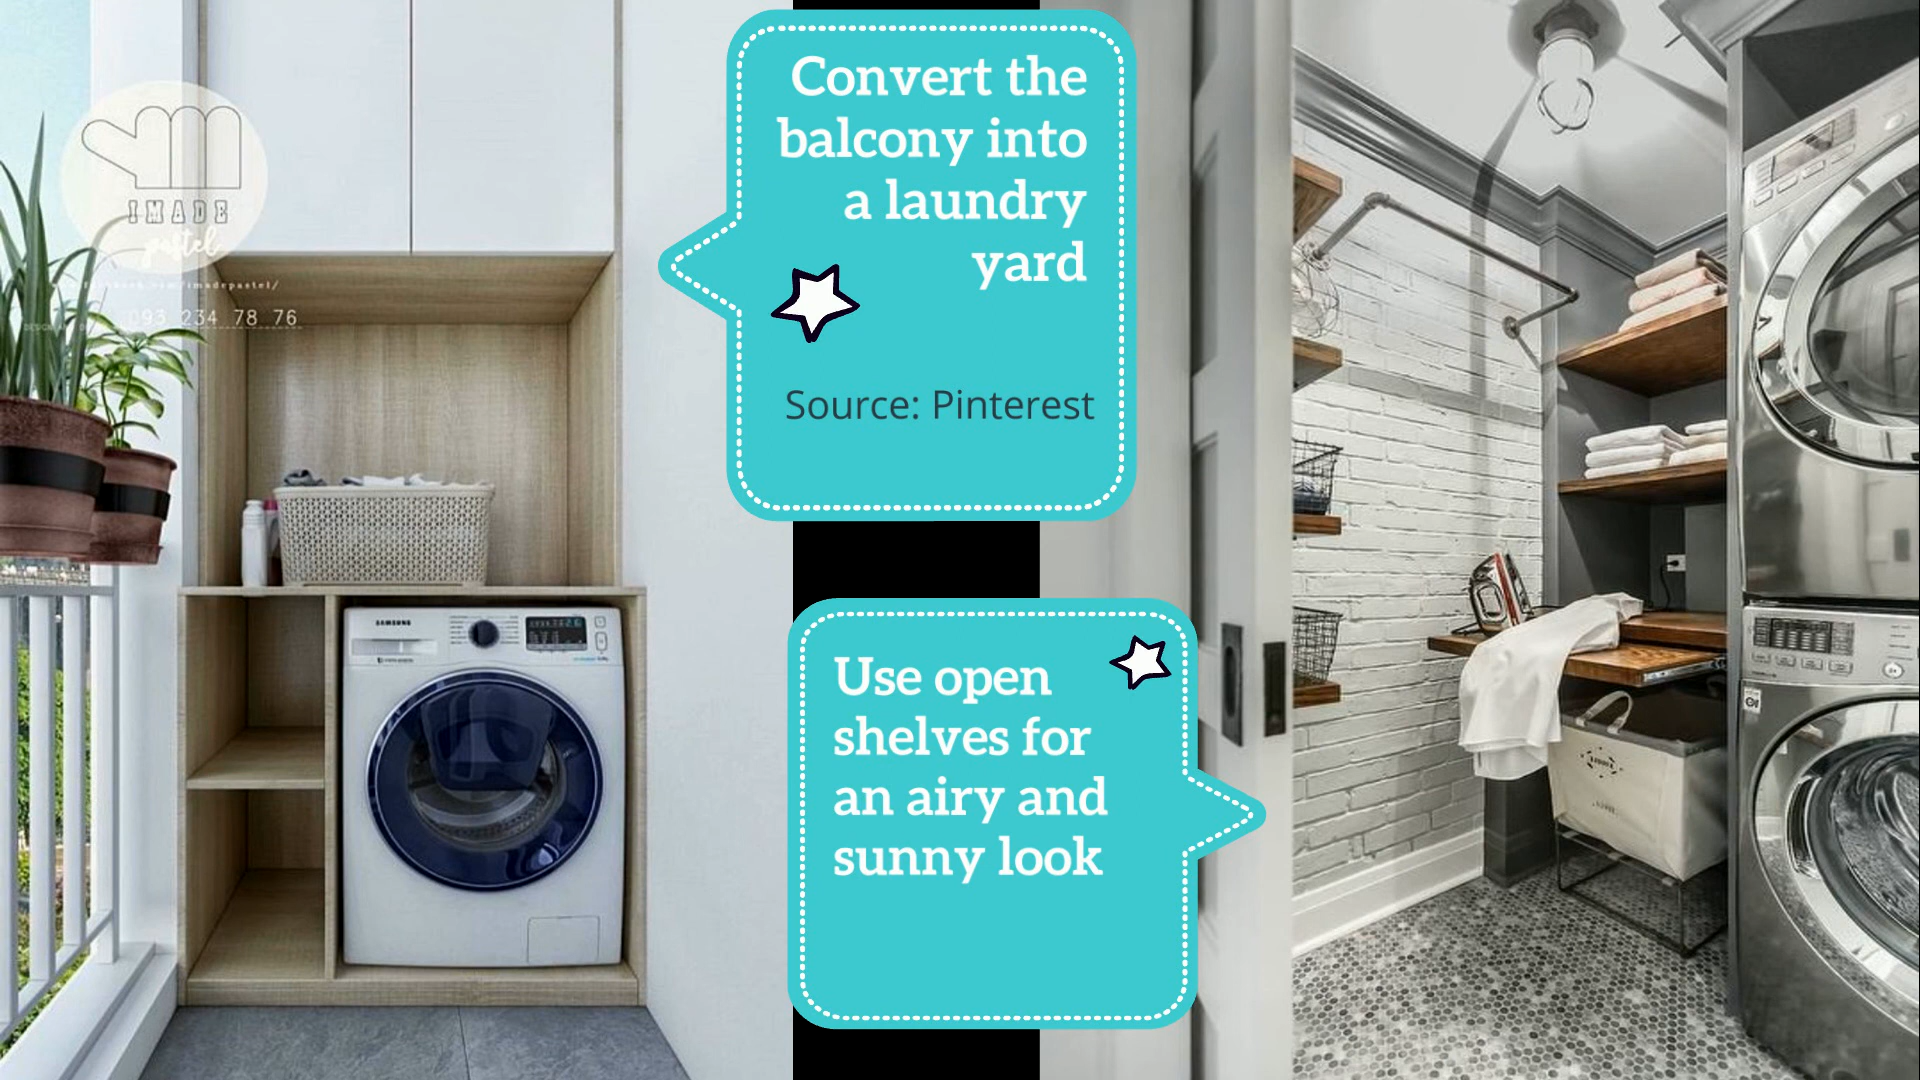 Convert the
balcony into
a laundry
yard
Source: Pinterest
Use open
shelves for
an airy and
sunny look
IMADE
pastel
093 234 78 76
SAMSUNG